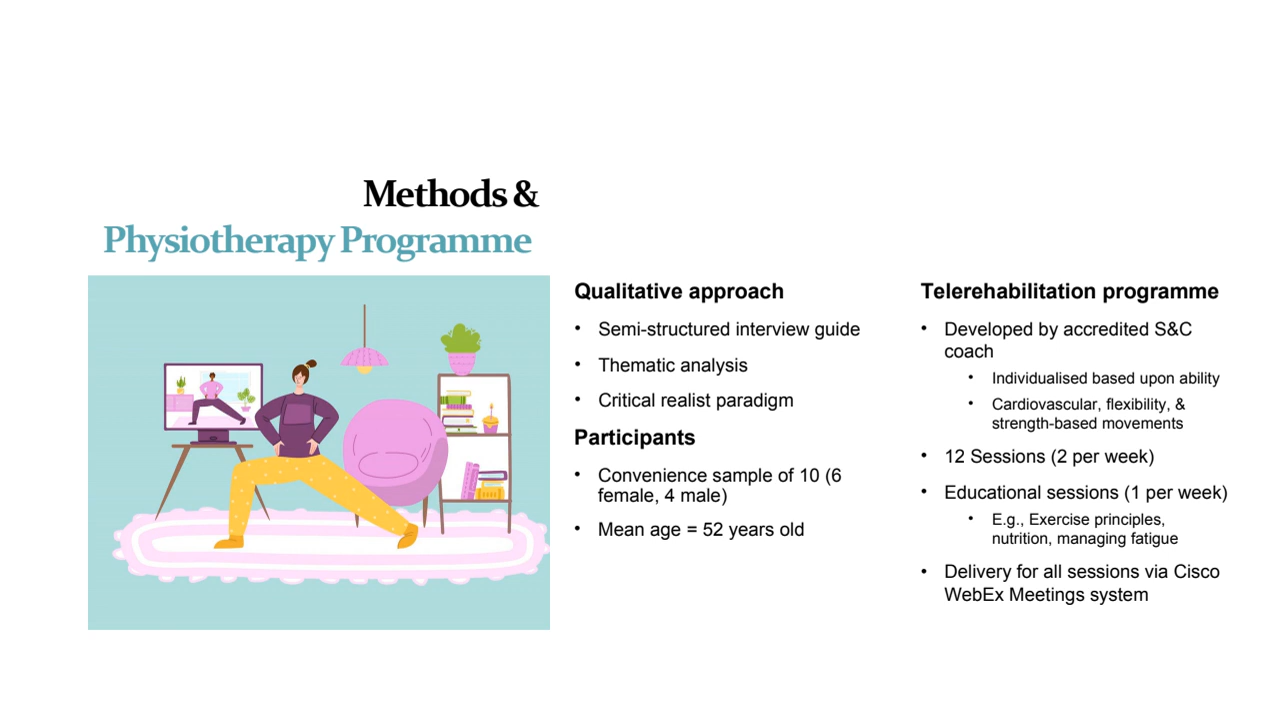 Methods &
Physiotherapy Programme
Qualitative approach
• Semi-structured interview guide
• Thematic analysis
• Critical realist paradigm
Participants
• Convenience sample of 10 (6
female, 4 male)
• Mean age = 52 years old
Telerehabilitation programme
• Developed by accredited S&C
coach
• Individualised based upon ability
• Cardiovascular, flexibility, &
strength-based movements
• 12 Sessions (2 per week)
• Educational sessions (1 per week)
• E.g., Exercise principles,
nutrition, managing fatigue
• Delivery for all sessions via Cisco
WebEx Meetings system